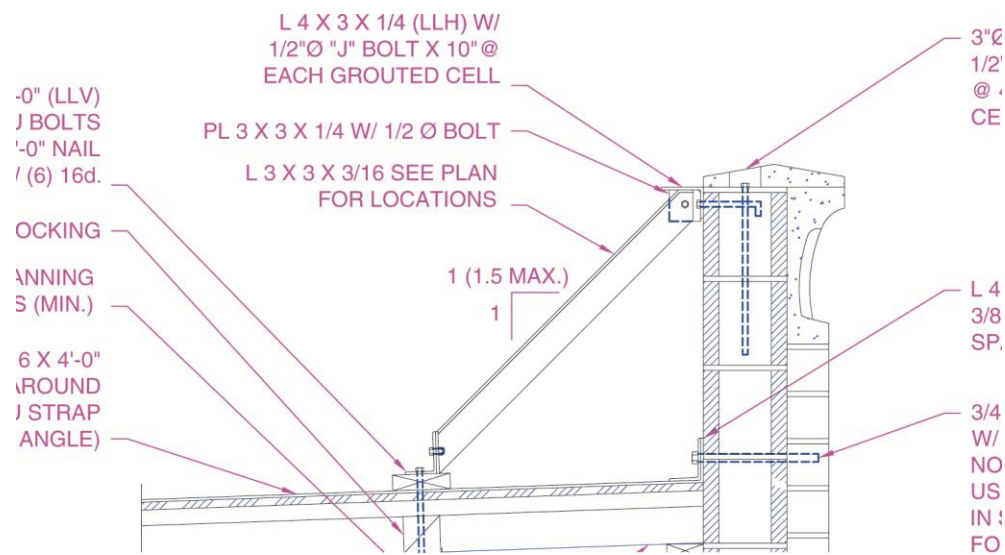 L 4 X 3 X 1/4 (LLH) W/
1/2"Ø "J" BOLT X 10" @
EACH GROUTED CELL
PL 3 X 3 X 1/4 W/ 1/2 Ø BOLT
L 3 X 3 X 3/16 SEE PLAN
FOR LOCATIONS
-0" (LLV)
J BOLTS
'-0" NAIL
/ (6) 16d.
OCKING
ANNING
S (MIN.)
6 X 4'-0"
AROUND
U STRAP
ANGLE)
1 (1.5 MAX.)
1
3"Ø
1/2"
@ 4
CE
L 4
3/8
SPA
3/4
W/
NO
US
IN S
FO